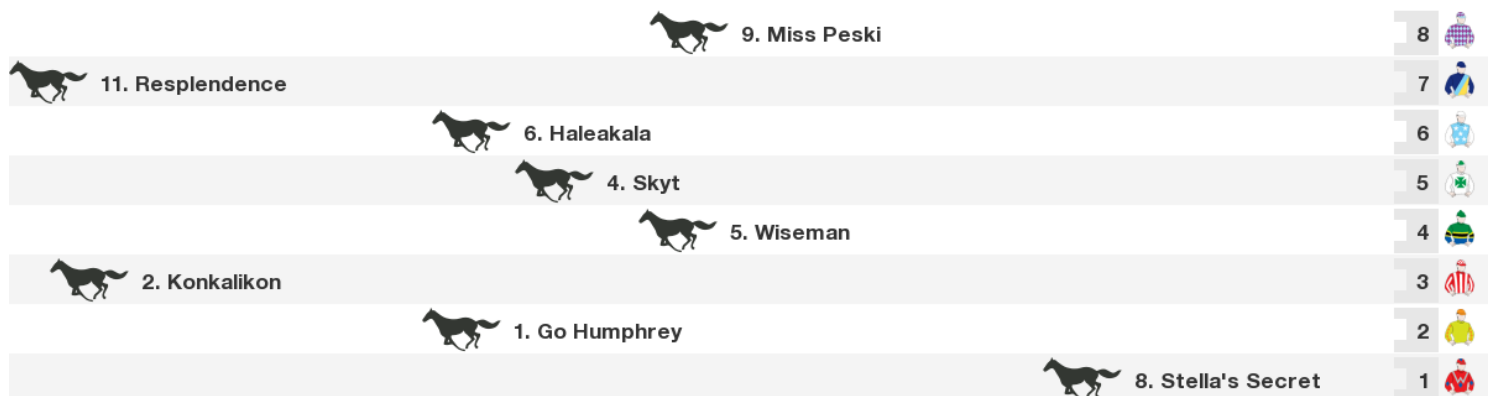 9. Miss Peski 8
11. Resplendence 7
6. Haleakala 6
4. Skyt 5
5. Wiseman 4
2. Konkalikon 3
1. Go Humphrey 2
8. Stella's Secret 1